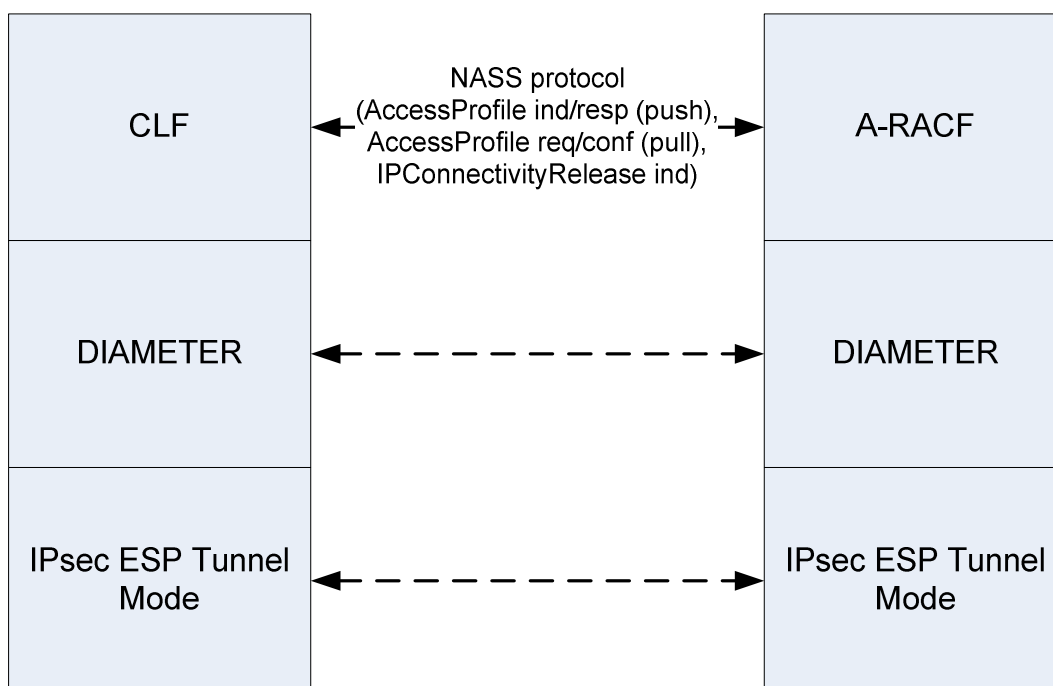 CLF
NASS protocol
(AccessProfile ind/resp (push),
AccessProfile req/conf (pull),
IPConnectivityRelease ind)
A-RACF
DIAMETER
DIAMETER
IPsec ESP Tunnel
Mode
IPsec ESP Tunnel
Mode